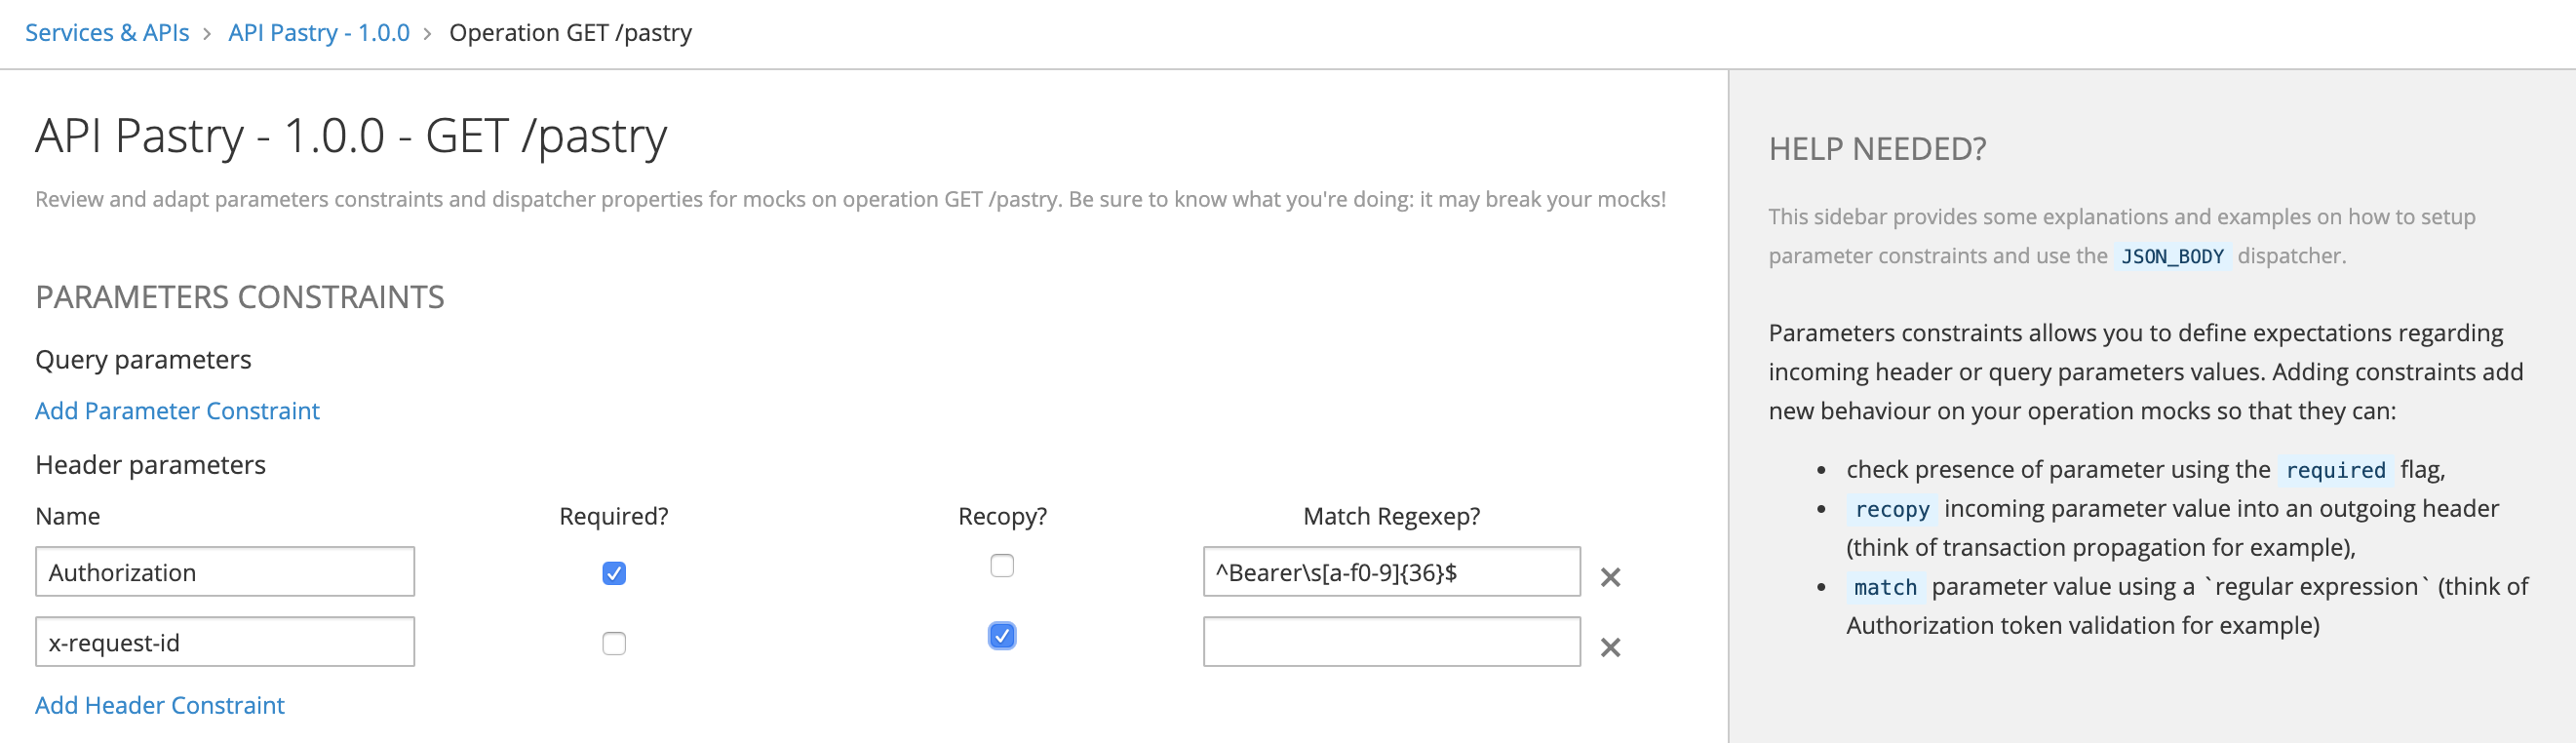 Services & APIs > API Pastry - 1.0.0 > Operation GET /pastry
API Pastry - 1.0.0 - GET /pastry
Review and adapt parameters constraints and dispatcher properties for mocks on operation GET /pastry. Be sure to know what you're doing: it may break your mocks!
PARAMETERS CONSTRAINTS
Query parameters
Add Parameter Constraint
Header parameters
Name Required? Recopy? Match Regexep?
Authorization ^Bearer\s[a-f0-9]{36}$
x-request-id
Add Header Constraint
HELP NEEDED?
This sidebar provides some explanations and examples on how to setup
parameter constraints and use the JSON_BODY dispatcher.
Parameters constraints allows you to define expectations regarding
incoming header or query parameters values. Adding constraints add
new behaviour on your operation mocks so that they can:
• check presence of parameter using the required flag,
• recopy incoming parameter value into an outgoing header
(think of transaction propagation for example),
• match parameter value using a `regular expression` (think of
Authorization token validation for example)